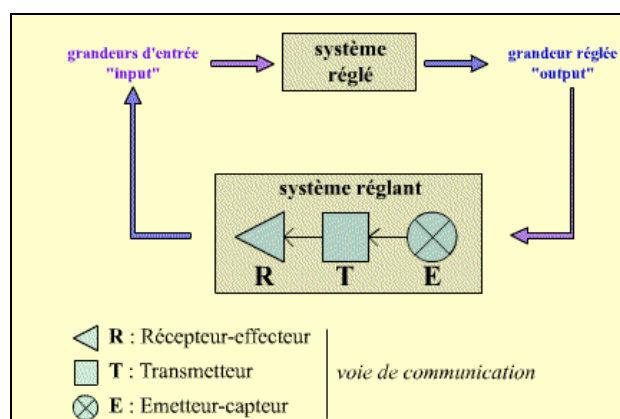 grandeurs d'entrée
"input"
système
réglé
grandeur réglée
"output"
système réglant
R T E
R : Récepteur-effecteur
T : Transmetteur
E : Emetteur-capteur
voie de communication